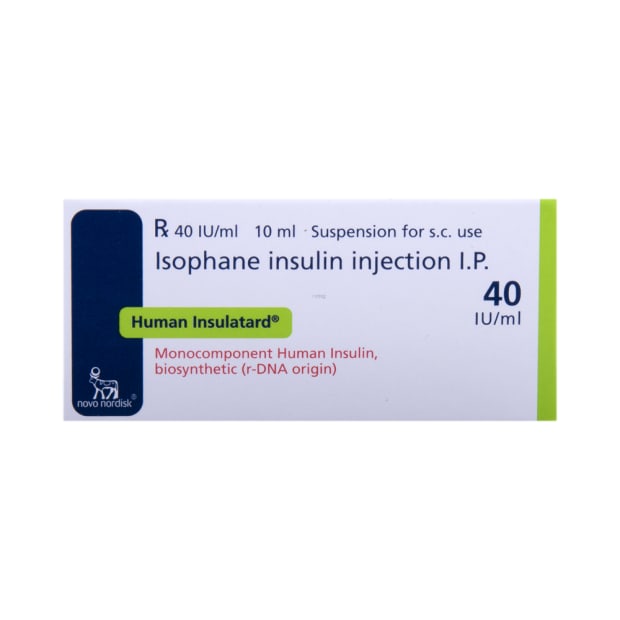 Rx 40 IU/ml 10 ml · Suspension for s.c. use
Isophane insulin injection I.P.
40
IU/ml
Human Insulatard®
Monocomponent Human Insulin,
biosynthetic (r-DNA origin)
novo nordisk®